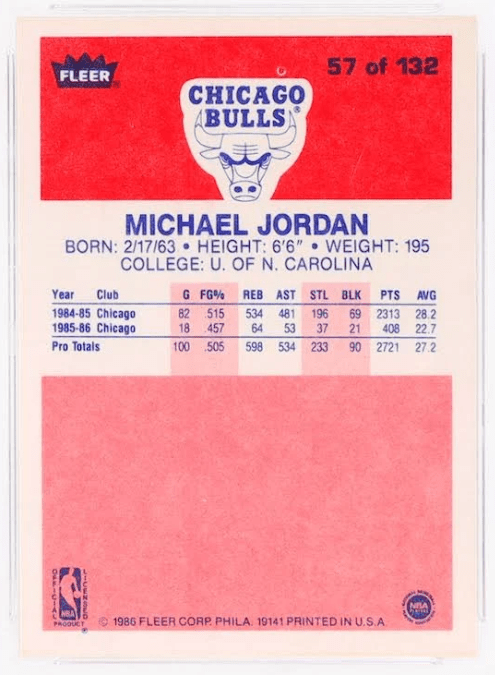 FLEER®
57 of 132
CHICAGO
BULLS®
MICHAEL JORDAN
BORN: 2/17/63 • HEIGHT: 6'6" • WEIGHT: 195
COLLEGE: U. OF N. CAROLINA
Year Club G FG% REB AST STL BLK PTS AVG
1984-85 Chicago 82 .515 534 481 196 69 2313 28.2
1985-86 Chicago 18 .457 64 53 37 21 408 22.7
Pro Totals 100 .505 598 534 233 90 2721 27.2
OFFICIAL
LICENSED
NBA
PRODUCT
®
NBA
PLAYERS
© 1986 FLEER CORP. PHILA. 19141 PRINTED IN U.S.A.